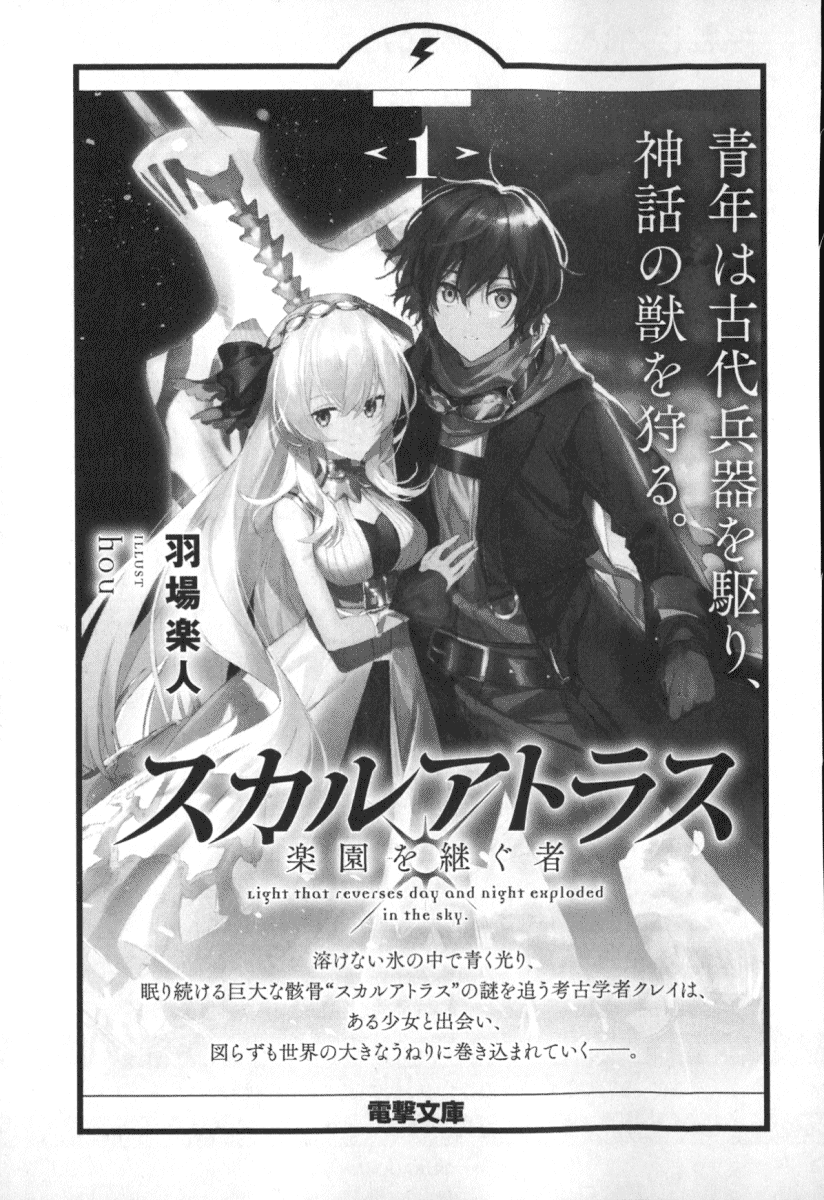 <1>
青年は古代兵器を駆り、
神話の獣を狩る。
羽場楽人
ILLUST
hou
スカルアトラス
楽園を継ぐ者
Light that reverses day and night exploded
in the sky.
溶けない氷の中で青く光り、
眠り続ける巨大な骸骨“スカルアトラス”の謎を追う考古学者クレイは、
ある少女と出会い、
図らずも世界の大きなうねりに巻き込まれていく――。
電撃文庫